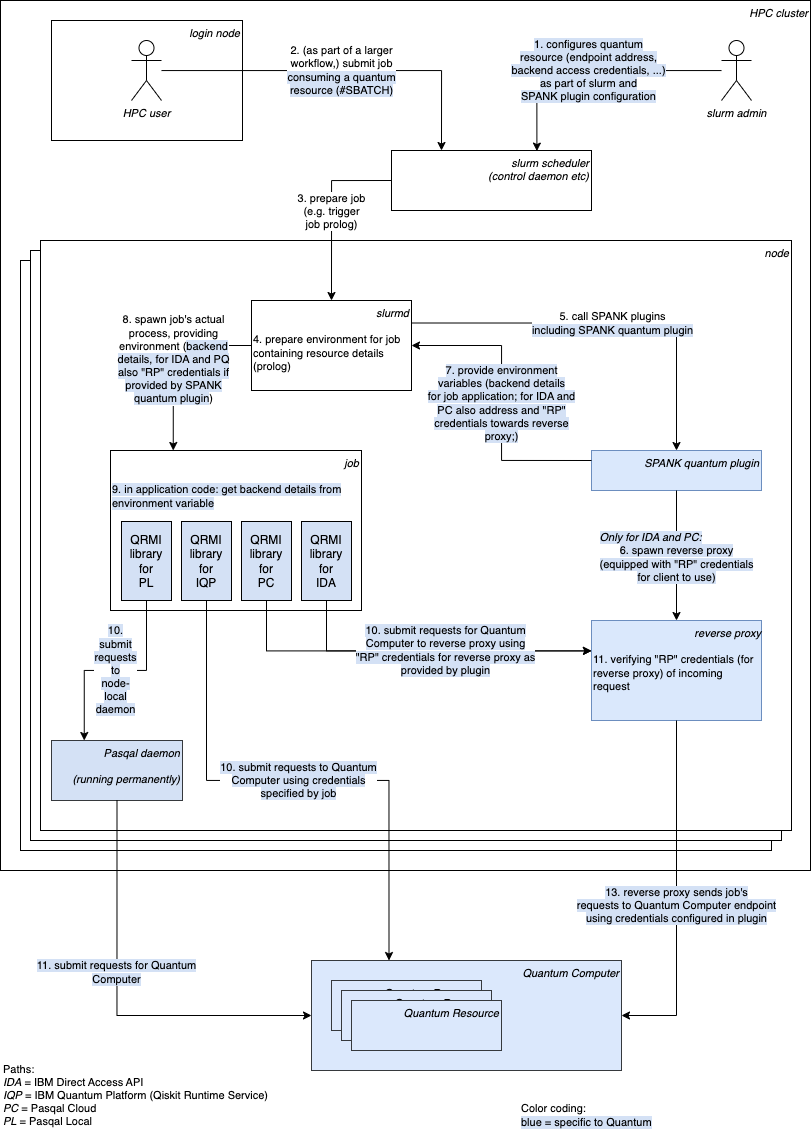 HPC cluster
login node
HPC user
2. (as part of a larger
workflow,) submit job
consuming a quantum
resource (#SBATCH)
1. configures quantum
resource (endpoint address,
backend access credentials, ...)
as part of slurm and
SPANK plugin configuration
slurm admin
slurm scheduler
(control daemon etc)
3. prepare job
(e.g. trigger
job prolog)
node
slurmd
4. prepare environment for job
containing resource details
(prolog)
5. call SPANK plugins
including SPANK quantum plugin
8. spawn job's actual
process, providing
environment (backend
details, for IDA and PQ
also "RP" credentials if
provided by SPANK
quantum plugin)
7. provide environment
variables (backend details
for job application; for IDA and
PC also address and "RP"
credentials towards reverse
proxy;)
SPANK quantum plugin
job
9. in application code: get backend details from
environment variable
QRMI
library
for
PL
QRMI
library
for
IQP
QRMI
library
for
PC
QRMI
library
for
IDA
Only for IDA and PC:
6. spawn reverse proxy
(equipped with "RP" credentials
for client to use)
10.
submit
requests
to
node-
local
daemon
10. submit requests for Quantum
Computer to reverse proxy using
"RP" credentials for reverse proxy as
provided by plugin
reverse proxy
11. verifying "RP" credentials (for
reverse proxy) of incoming
request
Pasqal daemon
(running permanently)
10. submit requests to Quantum
Computer using credentials
specified by job
13. reverse proxy sends job's
requests to Quantum Computer endpoint
using credentials configured in plugin
11. submit requests for Quantum
Computer
Quantum Computer
Quantum Resource
Paths:
IDA = IBM Direct Access API
IQP = IBM Quantum Platform (Qiskit Runtime Service)
PC = Pasqal Cloud
PL = Pasqal Local
Color coding:
blue = specific to Quantum